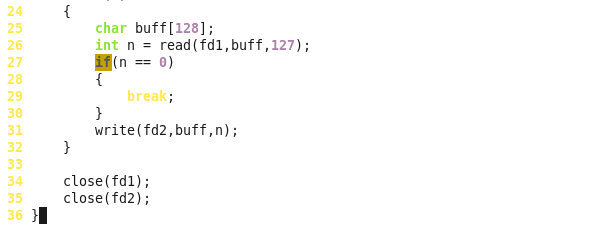 24     {
25         char buff[128];
26         int n = read(fd1,buff,127);
27         if(n == 0)
28         {
29             break;
30         }
31         write(fd2,buff,n);
32     }
33
34     close(fd1);
35     close(fd2);
36 }